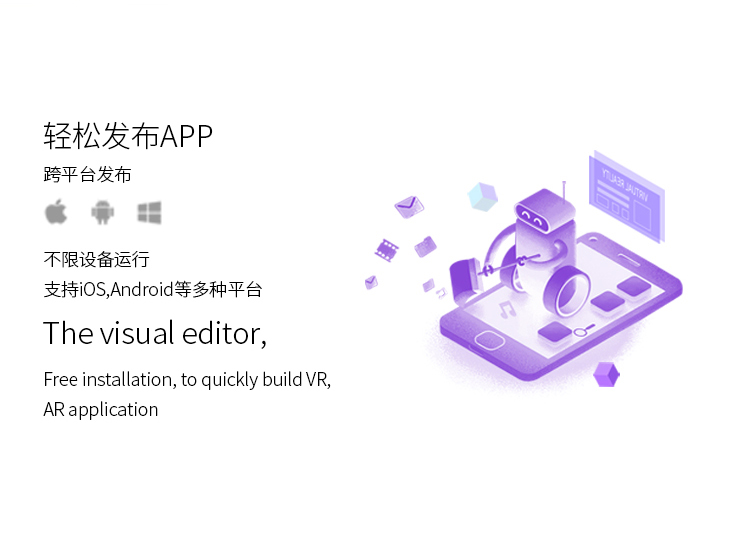 轻松发布APP
跨平台发布
不限设备运行
支持iOS,Android等多种平台
The visual editor,
Free installation, to quickly build VR,
AR application
VIRTUAL REALITY